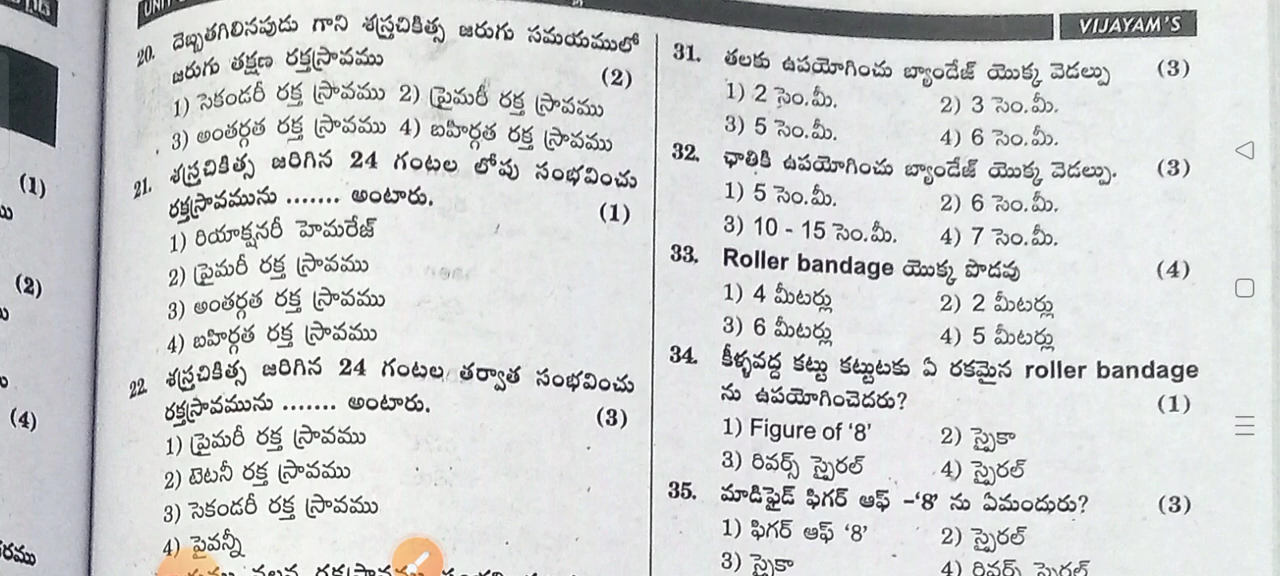 UNIT
VIJAYAM'S
(1)
(2)
(4)
20. దెబ్బతగిలినపుడు గాని శస్త్రచికిత్స జరుగు సమయములో
జరుగు తక్షణ రక్తస్రావము (2)
1) సెకండరీ రక్త స్రావము 2) ప్రైమరీ రక్త స్రావము
3) అంతర్గత రక్త స్రావము 4) బహిర్గత రక్త స్రావము
21. శస్త్రచికిత్స జరిగిన 24 గంటల లోపు సంభవించు
రక్తస్రావమును ....... అంటారు. (1)
1) రియాక్షనరీ హెమరేజ్
2) ప్రైమరీ రక్త స్రావము
3) అంతర్గత రక్త స్రావము
4) బహిర్గత రక్త స్రావము
22. శస్త్రచికిత్స జరిగిన 24 గంటల తర్వాత సంభవించు
రక్తస్రావమును ....... అంటారు. (3)
1) ప్రైమరీ రక్త స్రావము
2) టెటనీ రక్త స్రావము
3) సెకండరీ రక్త స్రావము
4) పైవన్నీ
31. తలకు ఉపయోగించు బ్యాండేజ్ యొక్క వెడల్పు (3)
1) 2 సెం.మీ. 2) 3 సెం.మీ.
3) 5 సెం.మీ. 4) 6 సెం.మీ.
32. ఛాతికి ఉపయోగించు బ్యాండేజ్ యొక్క వెడల్పు. (3)
1) 5 సెం.మీ. 2) 6 సెం.మీ.
3) 10 - 15 సెం.మీ. 4) 7 సెం.మీ.
33. Roller bandage యొక్క పొడవు (4)
1) 4 మీటర్లు 2) 2 మీటర్లు
3) 6 మీటర్లు 4) 5 మీటర్లు
34. కీళ్ళవద్ద కట్టు కట్టుటకు ఏ రకమైన roller bandage
ను ఉపయోగించెదరు? (1)
1) Figure of '8' 2) స్పైకా
3) రివర్స్ స్పైరల్ 4) స్పైరల్
35. మాడిఫైడ్ ఫిగర్ ఆఫ్ –'8' ను ఏమందురు? (3)
1) ఫిగర్ ఆఫ్ '8' 2) స్పైరల్
3) స్పైకా 4) రివర్స్ స్పైరల్